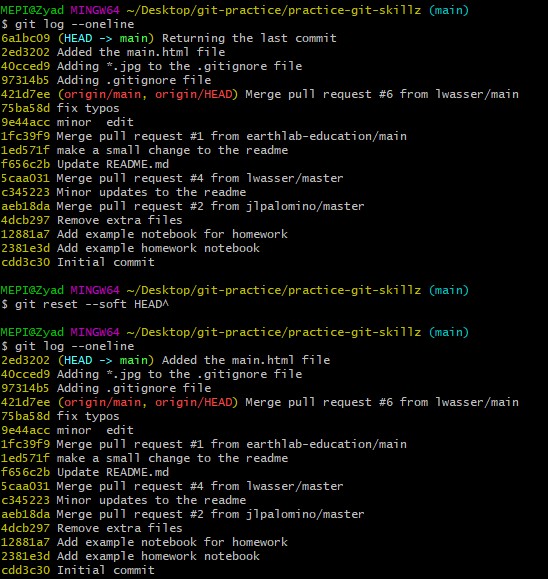 MEPI@Zyad MINGW64 ~/Desktop/git-practice/practice-git-skillz (main)
$ git log --oneline
6a1bc09 (HEAD -> main) Returning the last commit
2ed3202 Added the main.html file
40cced9 Adding *.jpg to the .gitignore file
97314b5 Adding .gitignore file
421d7ee (origin/main, origin/HEAD) Merge pull request #6 from lwasser/main
75ba58d fix typos
9e44acc minor  edit
1fc39f9 Merge pull request #1 from earthlab-education/main
1ed571f make a small change to the readme
f656c2b Update README.md
5caa031 Merge pull request #4 from lwasser/master
c345223 Minor updates to the readme
aeb18da Merge pull request #2 from jlpalomino/master
4dcb297 Remove extra files
12881a7 Add example notebook for homework
2381e3d Add example homework notebook
cdd3c30 Initial commit
MEPI@Zyad MINGW64 ~/Desktop/git-practice/practice-git-skillz (main)
$ git reset --soft HEAD^
MEPI@Zyad MINGW64 ~/Desktop/git-practice/practice-git-skillz (main)
$ git log --oneline
2ed3202 (HEAD -> main) Added the main.html file
40cced9 Adding *.jpg to the .gitignore file
97314b5 Adding .gitignore file
421d7ee (origin/main, origin/HEAD) Merge pull request #6 from lwasser/main
75ba58d fix typos
9e44acc minor  edit
1fc39f9 Merge pull request #1 from earthlab-education/main
1ed571f make a small change to the readme
f656c2b Update README.md
5caa031 Merge pull request #4 from lwasser/master
c345223 Minor updates to the readme
aeb18da Merge pull request #2 from jlpalomino/master
4dcb297 Remove extra files
12881a7 Add example notebook for homework
2381e3d Add example homework notebook
cdd3c30 Initial commit